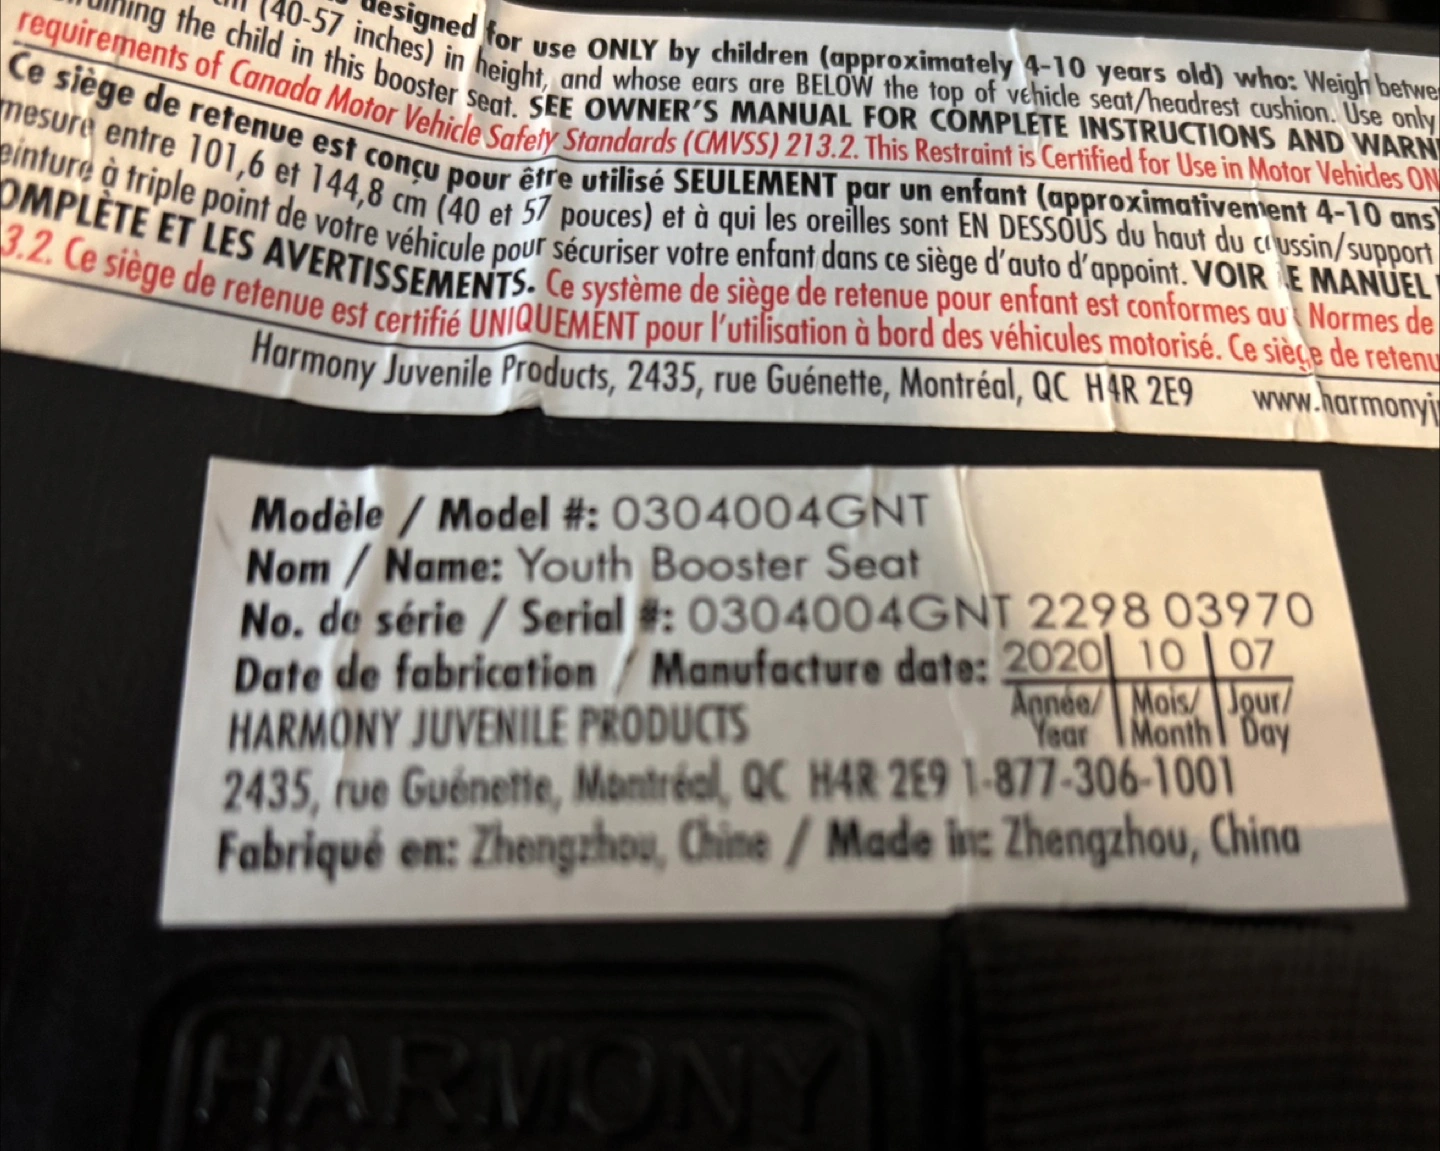 (40-57 inches) in height, and whose ears are BELOW the top of vehicle seat/headrest cushion. Use only
designed for use ONLY by children (approximately 4-10 years old) who: Weigh
the child in this booster seat. SEE OWNER'S MANUAL FOR COMPLETE INSTRUCTIONS AND
requirements of Canada Motor Vehicle Safety Standards (CMVSS) 213.2. This Restraint is Certified for Use in Motor Vehicles
Ce siège de retenue est conçu pour être utilisé SEULEMENT par un enfant (approximativement 4-10 ans)
mesure entre 101,6 et 144,8 cm (40 et 57 pouces) et à qui les oreilles sont EN DESSOUS du haut du coussin/support
à triple point de votre véhicule pour sécuriser votre enfant dans ce siège d'auto d'appoint. VOIR LE MANUEL
ET LES AVERTISSEMENTS. Ce système de siège de retenue pour enfant est conformes au Normes de
3.2. Ce siège de retenue est certifié UNIQUEMENT pour l'utilisation à bord des véhicules motorisé. Ce siège de
Harmony Juvenile Products, 2435, rue Guénette, Montréal, QC H4R 2E9
Modèle / Model #: 0304004GNT
Nom / Name: Youth Booster Seat
No. de série / Serial #: 0304004GNT 2298 03970
Date de fabrication / Manufacture date: 2020 10 07
Année/ Mois/ Jour/
Year Month Day
HARMONY JUVENILE PRODUCTS
2435, rue Guénette, Montréal, QC H4R 2E9 1-877-306-1001
Fabriqué en: Zhengzhou, Chine / Made in: Zhengzhou, China
HARMONY